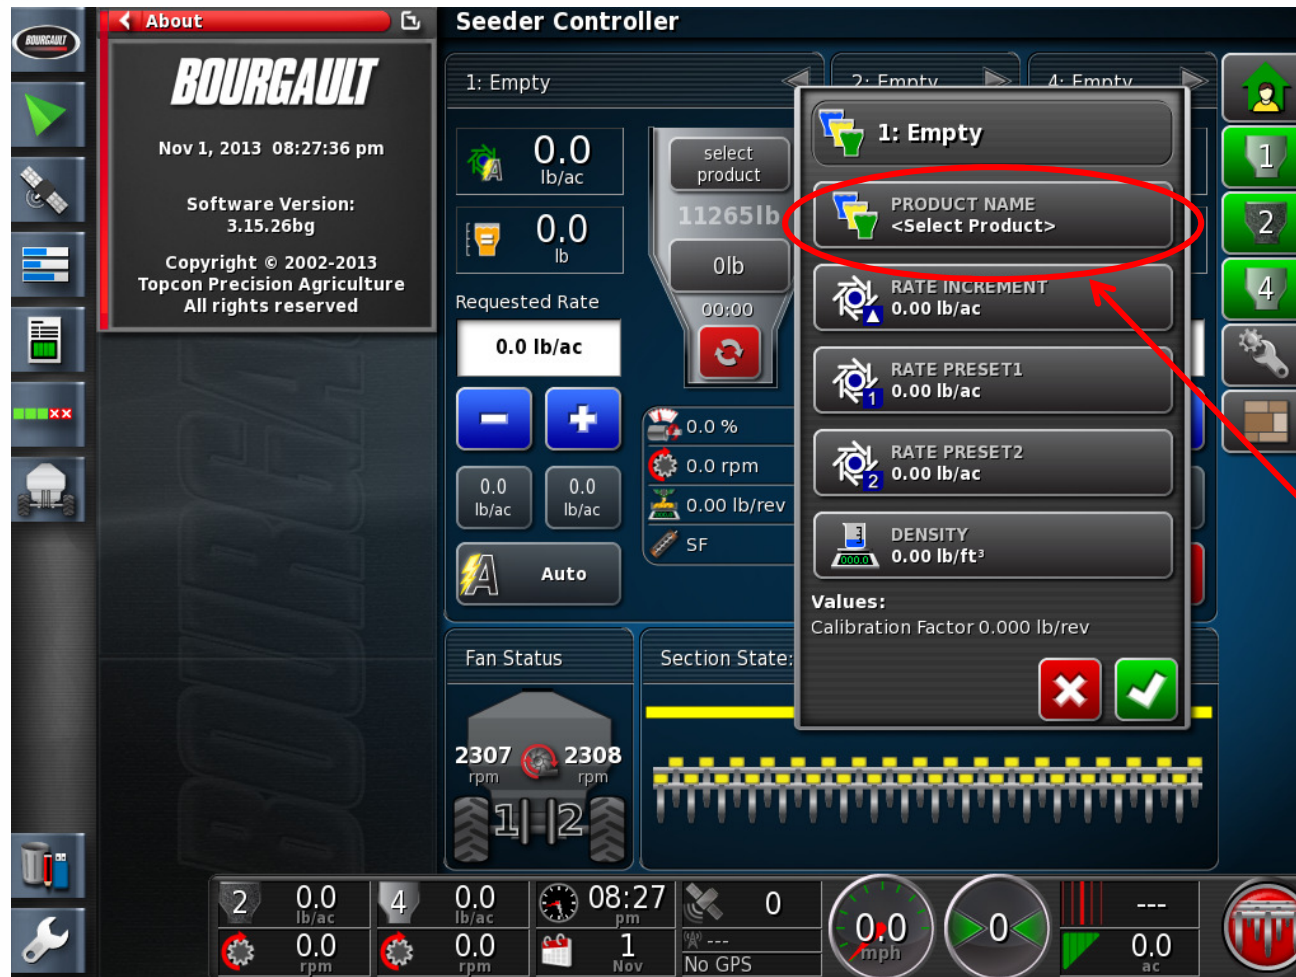 BOURGAULT
About
BOURGAULT
Nov 1, 2013 08:27:36 pm
Software Version:
3.15.26bg
Copyright © 2002-2013
Topcon Precision Agriculture
All rights reserved
BOURGA
BOURGAU
Seeder Controller
1: Empty
2: Empty
4: Empty
0.0
lb/ac
0.0
lb
select
product
11265lb
0lb
00:00
Requested Rate
0.0 lb/ac
0.0
lb/ac
0.0
lb/ac
A
Auto
0.0 %
0.0 rpm
0.00 lb/rev
SF
1: Empty
PRODUCT NAME
<Select Product>
RATE INCREMENT
0.00 lb/ac
RATE PRESET1
0.00 lb/ac
1
RATE PRESET2
0.00 lb/ac
2
DENSITY
0.00 lb/ft³
000.0
Values:
Calibration Factor 0.000 lb/rev
1
2
4
Fan Status
2307
rpm
2308
rpm
1
2
Section State:
2
0.0
lb/ac
0.0
rpm
4
0.0
lb/ac
0.0
rpm
08:27
pm
1
Nov
0
---
No GPS
0.0
mph
0
---
0.0
ac